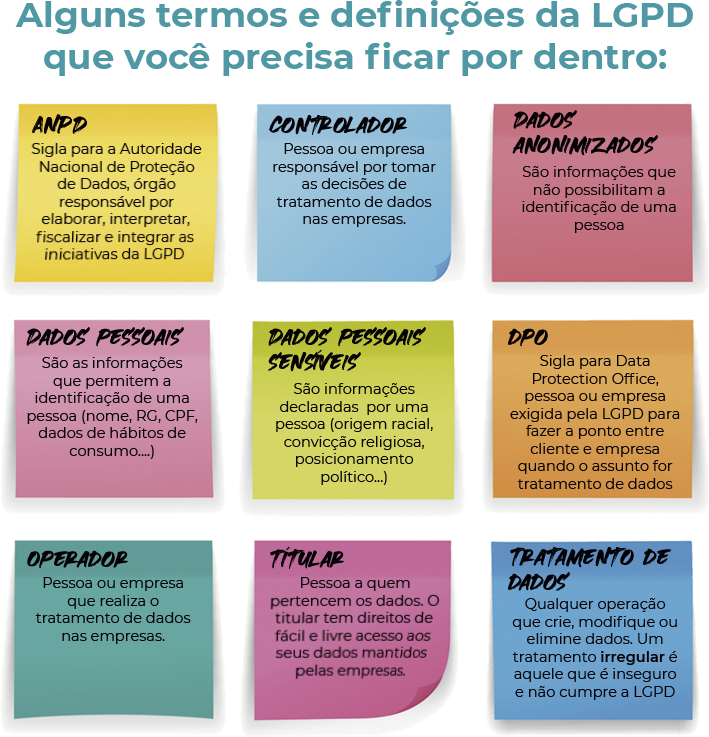 Alguns termos e definições da LGPD
que você precisa ficar por dentro:
ANPD
Sigla para a Autoridade
Nacional de Proteção
de Dados, órgão
responsável por
elaborar, interpretar,
fiscalizar e integrar as
iniciativas da LGPD
CONTROLADOR
Pessoa ou empresa
responsável por tomar
as decisões de
tratamento de dados
nas empresas.
DADOS
ANONIMIZADOS
São informações que
não possibilitam a
identificação de uma
pessoa
DADOS PESSOAIS
São as informações
que permitem a
identificação de uma
pessoa (nome, RG, CPF,
dados de hábitos de
consumo....)
DADOS PESSOAIS
SENSÍVEIS
São informações
declaradas por uma
pessoa (origem racial,
convicção religiosa,
posicionamento
político...)
DPO
Sigla para Data
Protection Office,
pessoa ou empresa
exigida pela LGPD para
fazer a ponto entre
cliente e empresa
quando o assunto for
tratamento de dados
OPERADOR
Pessoa ou empresa
que realiza o
tratamento de dados
nas empresas.
TÍTULAR
Pessoa a quem
pertencem os dados. O
titular tem direitos de
fácil e livre acesso aos
seus dados mantidos
pelas empresas.
TRATAMENTO DE
DADOS
Qualquer operação
que crie, modifique ou
elimine dados. Um
tratamento irregular é
aquele que é inseguro
e não cumpre a LGPD